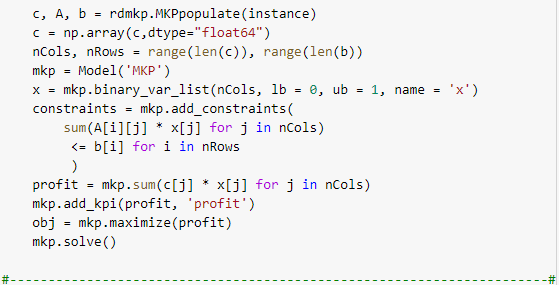 c, A, b = rdmkp.MKPpopulate(instance)
c = np.array(c,dtype="float64")
nCols, nRows = range(len(c)), range(len(b))
mkp = Model('MKP')
x = mkp.binary_var_list(nCols, lb = 0, ub = 1, name = 'x')
constraints = mkp.add_constraints(
sum(A[i][j] * x[j] for j in nCols)
<= b[i] for i in nRows
)
profit = mkp.sum(c[j] * x[j] for j in nCols)
mkp.add_kpi(profit, 'profit')
obj = mkp.maximize(profit)
mkp.solve()
#---------------------------------------------------------------------#